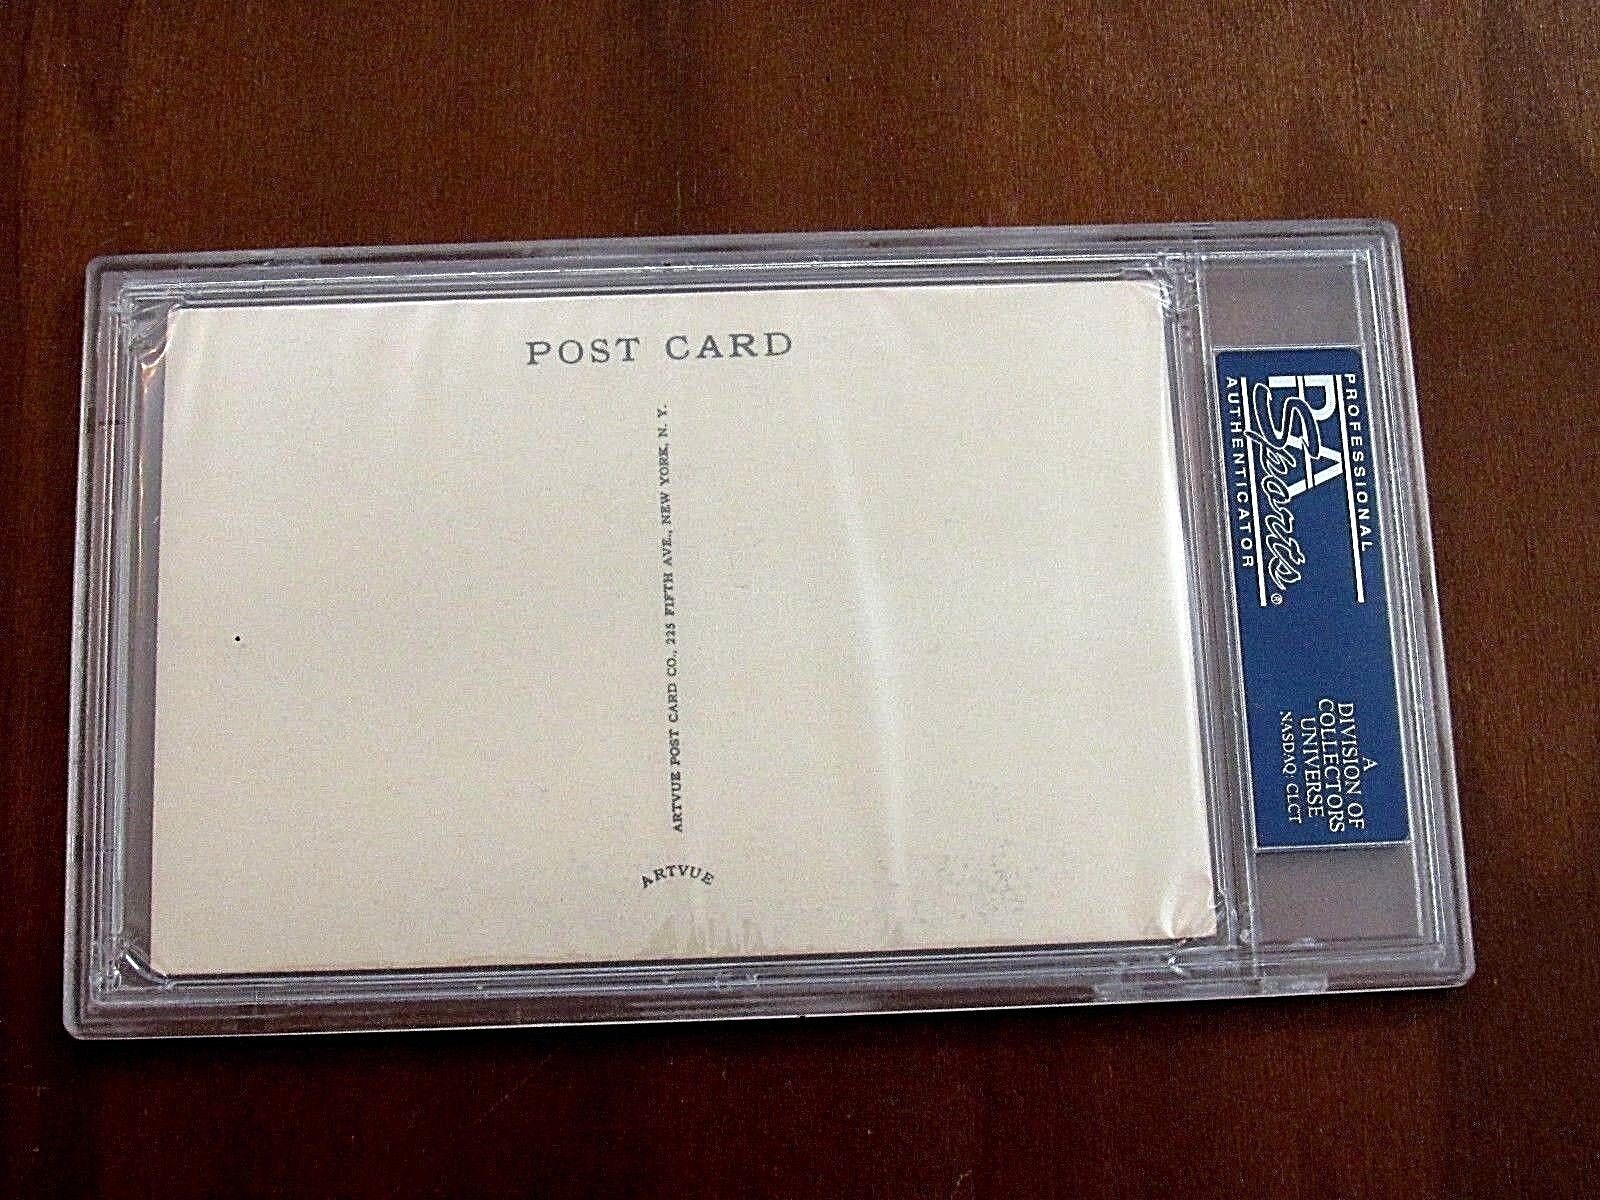 POST CARD
ARTVUE POST CARD CO., 225 FIFTH AVE., NEW YORK, N. Y.
ARTVUE
PROFESSIONAL
PSA
Sports®
AUTHENTICATOR
A
DIVISION OF
COLLECTORS
UNIVERSE
NASDAQ: CLCT